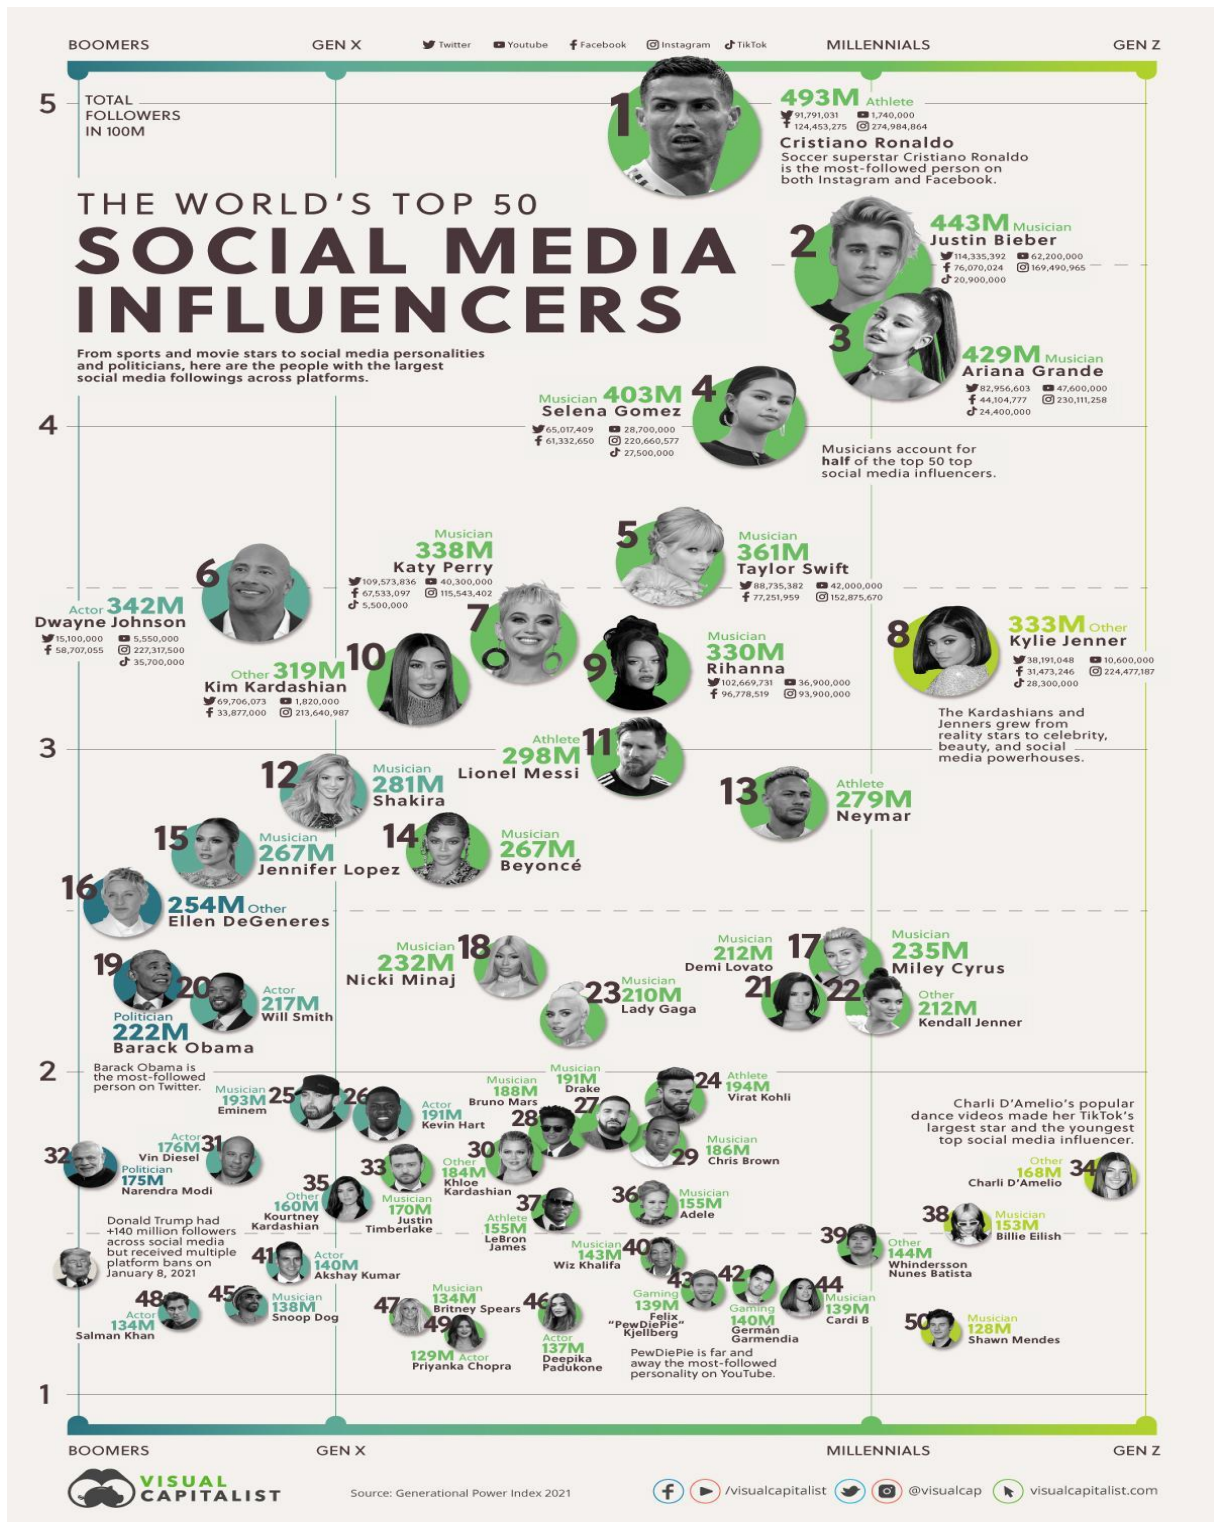 BOOMERS GEN X Twitter Youtube Facebook Instagram TikTok MILLENNIALS GEN Z
5
TOTAL
FOLLOWERS
IN 100M
1
493M Athlete
91,791,031 1,740,000
124,453,275 274,984,864
Cristiano Ronaldo
Soccer superstar Cristiano Ronaldo
is the most-followed person on
both Instagram and Facebook.
THE WORLD'S TOP 50
SOCIAL MEDIA
INFLUENCERS
From sports and movie stars to social media personalities
and politicians, here are the people with the largest
social media followings across platforms.
2
443M Musician
Justin Bieber
114,335,392 62,200,000
76,070,024 169,490,965
20,900,000
3
429M Musician
Ariana Grande
82,956,603 47,600,000
44,104,777 230,111,258
24,400,000
4
Musician 403M
Selena Gomez
65,017,409 28,700,000
61,332,650 220,660,577
27,500,000
4
Musicians account for
half of the top 50 top
social media influencers.
5
Musician
361M
Taylor Swift
88,735,382 42,000,000
77,251,959 152,875,670
6
Actor 342M
Dwayne Johnson
15,100,000 5,550,000
58,707,055 227,317,500
35,700,000
Musician
338M
Katy Perry
109,573,836 40,300,000
67,533,097 115,543,402
5,500,000
7
8
333M Other
Kylie Jenner
38,191,048 10,600,000
31,473,246 224,477,187
28,300,000
The Kardashians and
Jenners grew from
reality stars to celebrity,
beauty, and social
media powerhouses.
9
Musician
330M
Rihanna
102,669,731 36,900,000
96,778,519 93,900,000
10
Other 319M
Kim Kardashian
69,706,073 1,820,000
33,877,000 213,640,987
3
Athlete
298M
Lionel Messi
11
12
Musician
281M
Shakira
13
Athlete
279M
Neymar
14
Musician
267M
Beyoncé
15
Musician
267M
Jennifer Lopez
16
254M Other
Ellen DeGeneres
17
Musician
235M
Miley Cyrus
Musician
232M
Nicki Minaj
18
19
Politician
222M
Barack Obama
Barack Obama is
the most-followed
person on Twitter.
20
Actor
217M
Will Smith
Musician
212M
Demi Lovato
21
22
Other
212M
Kendall Jenner
23
Musician
210M
Lady Gaga
2
24
Athlete
194M
Virat Kohli
Musician
193M
Eminem
25
26
Actor
191M
Kevin Hart
Musician
191M
Drake
27
Musician
188M
Bruno Mars
28
29
Musician
186M
Chris Brown
30
Other
184M
Khloe
Kardashian
Actor
176M
Vin Diesel
31
32
Politician
175M
Narendra Modi
33
Musician
170M
Justin
Timberlake
Charli D'Amelio's popular
dance videos made her TikTok's
largest star and the youngest
top social media influencer.
Other
168M
Charli D'Amelio
34
35
Other
160M
Kourtney
Kardashian
36
Musician
155M
Adele
37
Athlete
155M
LeBron
James
38
Musician
153M
Billie Eilish
39
Other
144M
Whindersson
Nunes Batista
Musician
143M
Wiz Khalifa
40
Donald Trump had
+140 million followers
across social media
but received multiple
platform bans on
January 8, 2021
41
Actor
140M
Akshay Kumar
42
Gaming
140M
Germán
Garmendia
43
Gaming
139M
Felix
"PewDiePie"
Kjellberg
PewDiePie is far and
away the most-followed
personality on YouTube.
44
Musician
139M
Cardi B
45
Musician
138M
Snoop Dog
46
Actor
137M
Deepika
Padukone
47
Musician
134M
Britney Spears
48
Actor
134M
Salman Khan
49
129M Actor
Priyanka Chopra
50
Musician
128M
Shawn Mendes
1
BOOMERS GEN X MILLENNIALS GEN Z
VISUAL
CAPITALIST
Source: Generational Power Index 2021
/visualcapitalist @visualcap visualcapitalist.com